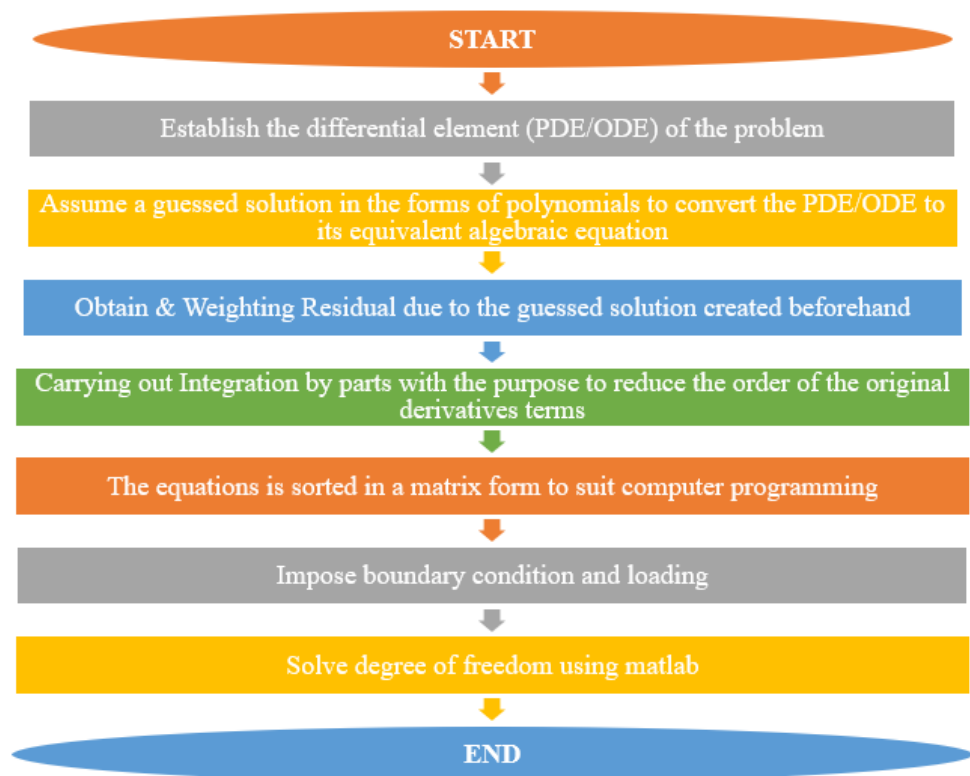 START
Establish the differential element (PDE/ODE) of the problem
Assume a guessed solution in the forms of polynomials to convert the PDE/ODE to
its equivalent algebraic equation
Obtain & Weighting Residual due to the guessed solution created beforehand
Carrying out Integration by parts with the purpose to reduce the order of the original
derivatives terms
The equations is sorted in a matrix form to suit computer programming
Impose boundary condition and loading
Solve degree of freedom using matlab
END